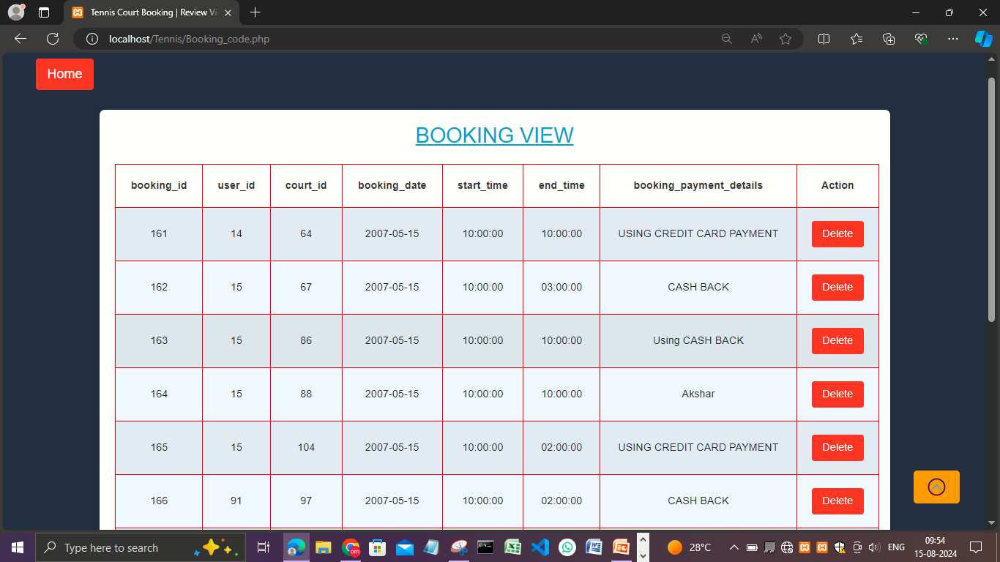 Tennis Court Booking | Review Vi
localhost/Tennis/Booking_code.php
Home
BOOKING VIEW
booking_id user_id court_id booking_date start_time end_time booking_payment_details Action
161 14 64 2007-05-15 10:00:00 10:00:00 USING CREDIT CARD PAYMENT Delete
162 15 67 2007-05-15 10:00:00 03:00:00 CASH BACK Delete
163 15 86 2007-05-15 10:00:00 10:00:00 Using CASH BACK Delete
164 15 88 2007-05-15 10:00:00 10:00:00 Akshar Delete
165 15 104 2007-05-15 10:00:00 02:00:00 USING CREDIT CARD PAYMENT Delete
166 91 97 2007-05-15 10:00:00 02:00:00 CASH BACK Delete
Type here to search
om
28°C
ENG
09:54
15-08-2024